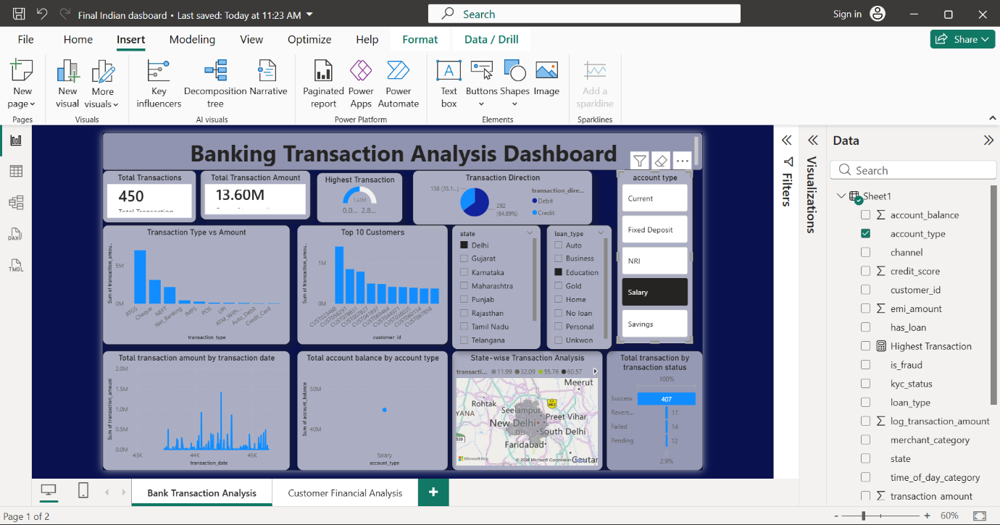 Final Indian dasboard • Last saved: Today at 11:23 AM
Search
Sign in
File Home Insert Modeling View Optimize Help Format Data / Drill
Share
New page
Pages
New visual
More visuals
Visuals
Key influencers
Decomposition tree
Narrative
AI visuals
Paginated report
Power Apps
Power Automate
Power Platform
Text box
Buttons
Shapes
Image
Elements
Add a sparkline
Sparklines
DAX
TMDL
Banking Transaction Analysis Dashboard
Total Transactions
450
Total Transaction
Total Transaction Amount
13.60M
Highest Transaction
1.41M
0.0... 2.8...
Transaction Direction
158 (35.1...)
292 (64.89%)
transaction_dire...
Debit
Credit
account type
Current
Fixed Deposit
NRI
Salary
Savings
Transaction Type vs Amount
Sum of transaction_amou..
5M
0M
RTGS
Cheque
NEFT
Net_Banking
IMPS
POS
UPI
ATM_With...
Auto_Debit
Credit_Card
transaction_type
Top 10 Customers
Sum of transaction_amou..
1M
0M
customer_id
state
Delhi
Gujarat
Karnataka
Maharashtra
Punjab
Rajasthan
Tamil Nadu
Telangana
loan_type
Auto
Business
Education
Gold
Home
No loan
Personal
Unkwon
Total transaction amount by transaction date
Sum of transaction_amount
2.0M
1.5M
1.0M
0.5M
0.0M
43K 44K 45K
transaction_date
Total account balance by account type
Sum of account_balance
50M
40M
Salary
account_type
State-wise Transaction Analysis
transacti... 11.99 32.09 55.76 60.57
Meerut
Rohtak
YANA
Seelampur
New Delhi
Preet Vihar
DEL
South Delhi
Faridabad
Goutar
Microsoft Bing
© 2026 Microsoft Corporation
Total transaction by transaction status
100%
Success 407
Revers... 17
Failed 14
Pending 12
2.9%
Filters
Visualizations
Data
Search
Sheet1
account_balance
account_type
channel
credit_score
customer_id
emi_amount
has_loan
Highest Transaction
is_fraud
kyc_status
loan_type
log_transaction_amount
merchant_category
state
time_of_day_category
transaction_amount
Bank Transaction Analysis
Customer Financial Analysis
+
Page 1 of 2
- + 60%